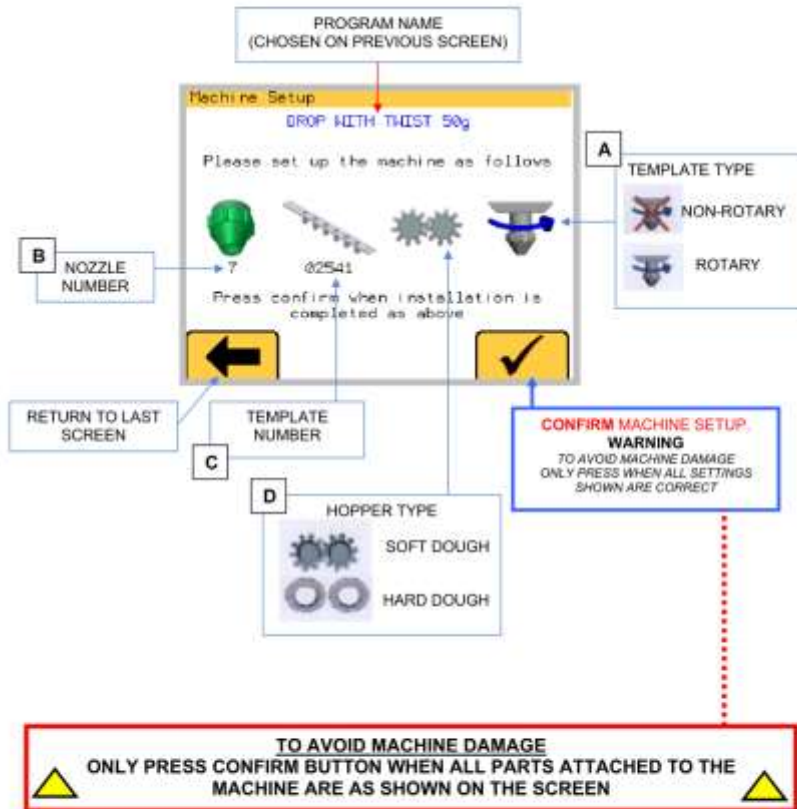 PROGRAM NAME
(CHOSEN ON PREVIOUS SCREEN)
Machine Setup
DROP WITH TWIST 50g
Please set up the machine as follows
A
TEMPLATE TYPE
NON-ROTARY
ROTARY
B
NOZZLE
NUMBER
7
02541
Press confirm when installation is
completed as above
RETURN TO LAST
SCREEN
TEMPLATE
NUMBER
C
CONFIRM MACHINE SETUP.
WARNING
TO AVOID MACHINE DAMAGE
ONLY PRESS WHEN ALL SETTINGS
SHOWN ARE CORRECT
D
HOPPER TYPE
SOFT DOUGH
HARD DOUGH
TO AVOID MACHINE DAMAGE
ONLY PRESS CONFIRM BUTTON WHEN ALL PARTS ATTACHED TO THE
MACHINE ARE AS SHOWN ON THE SCREEN